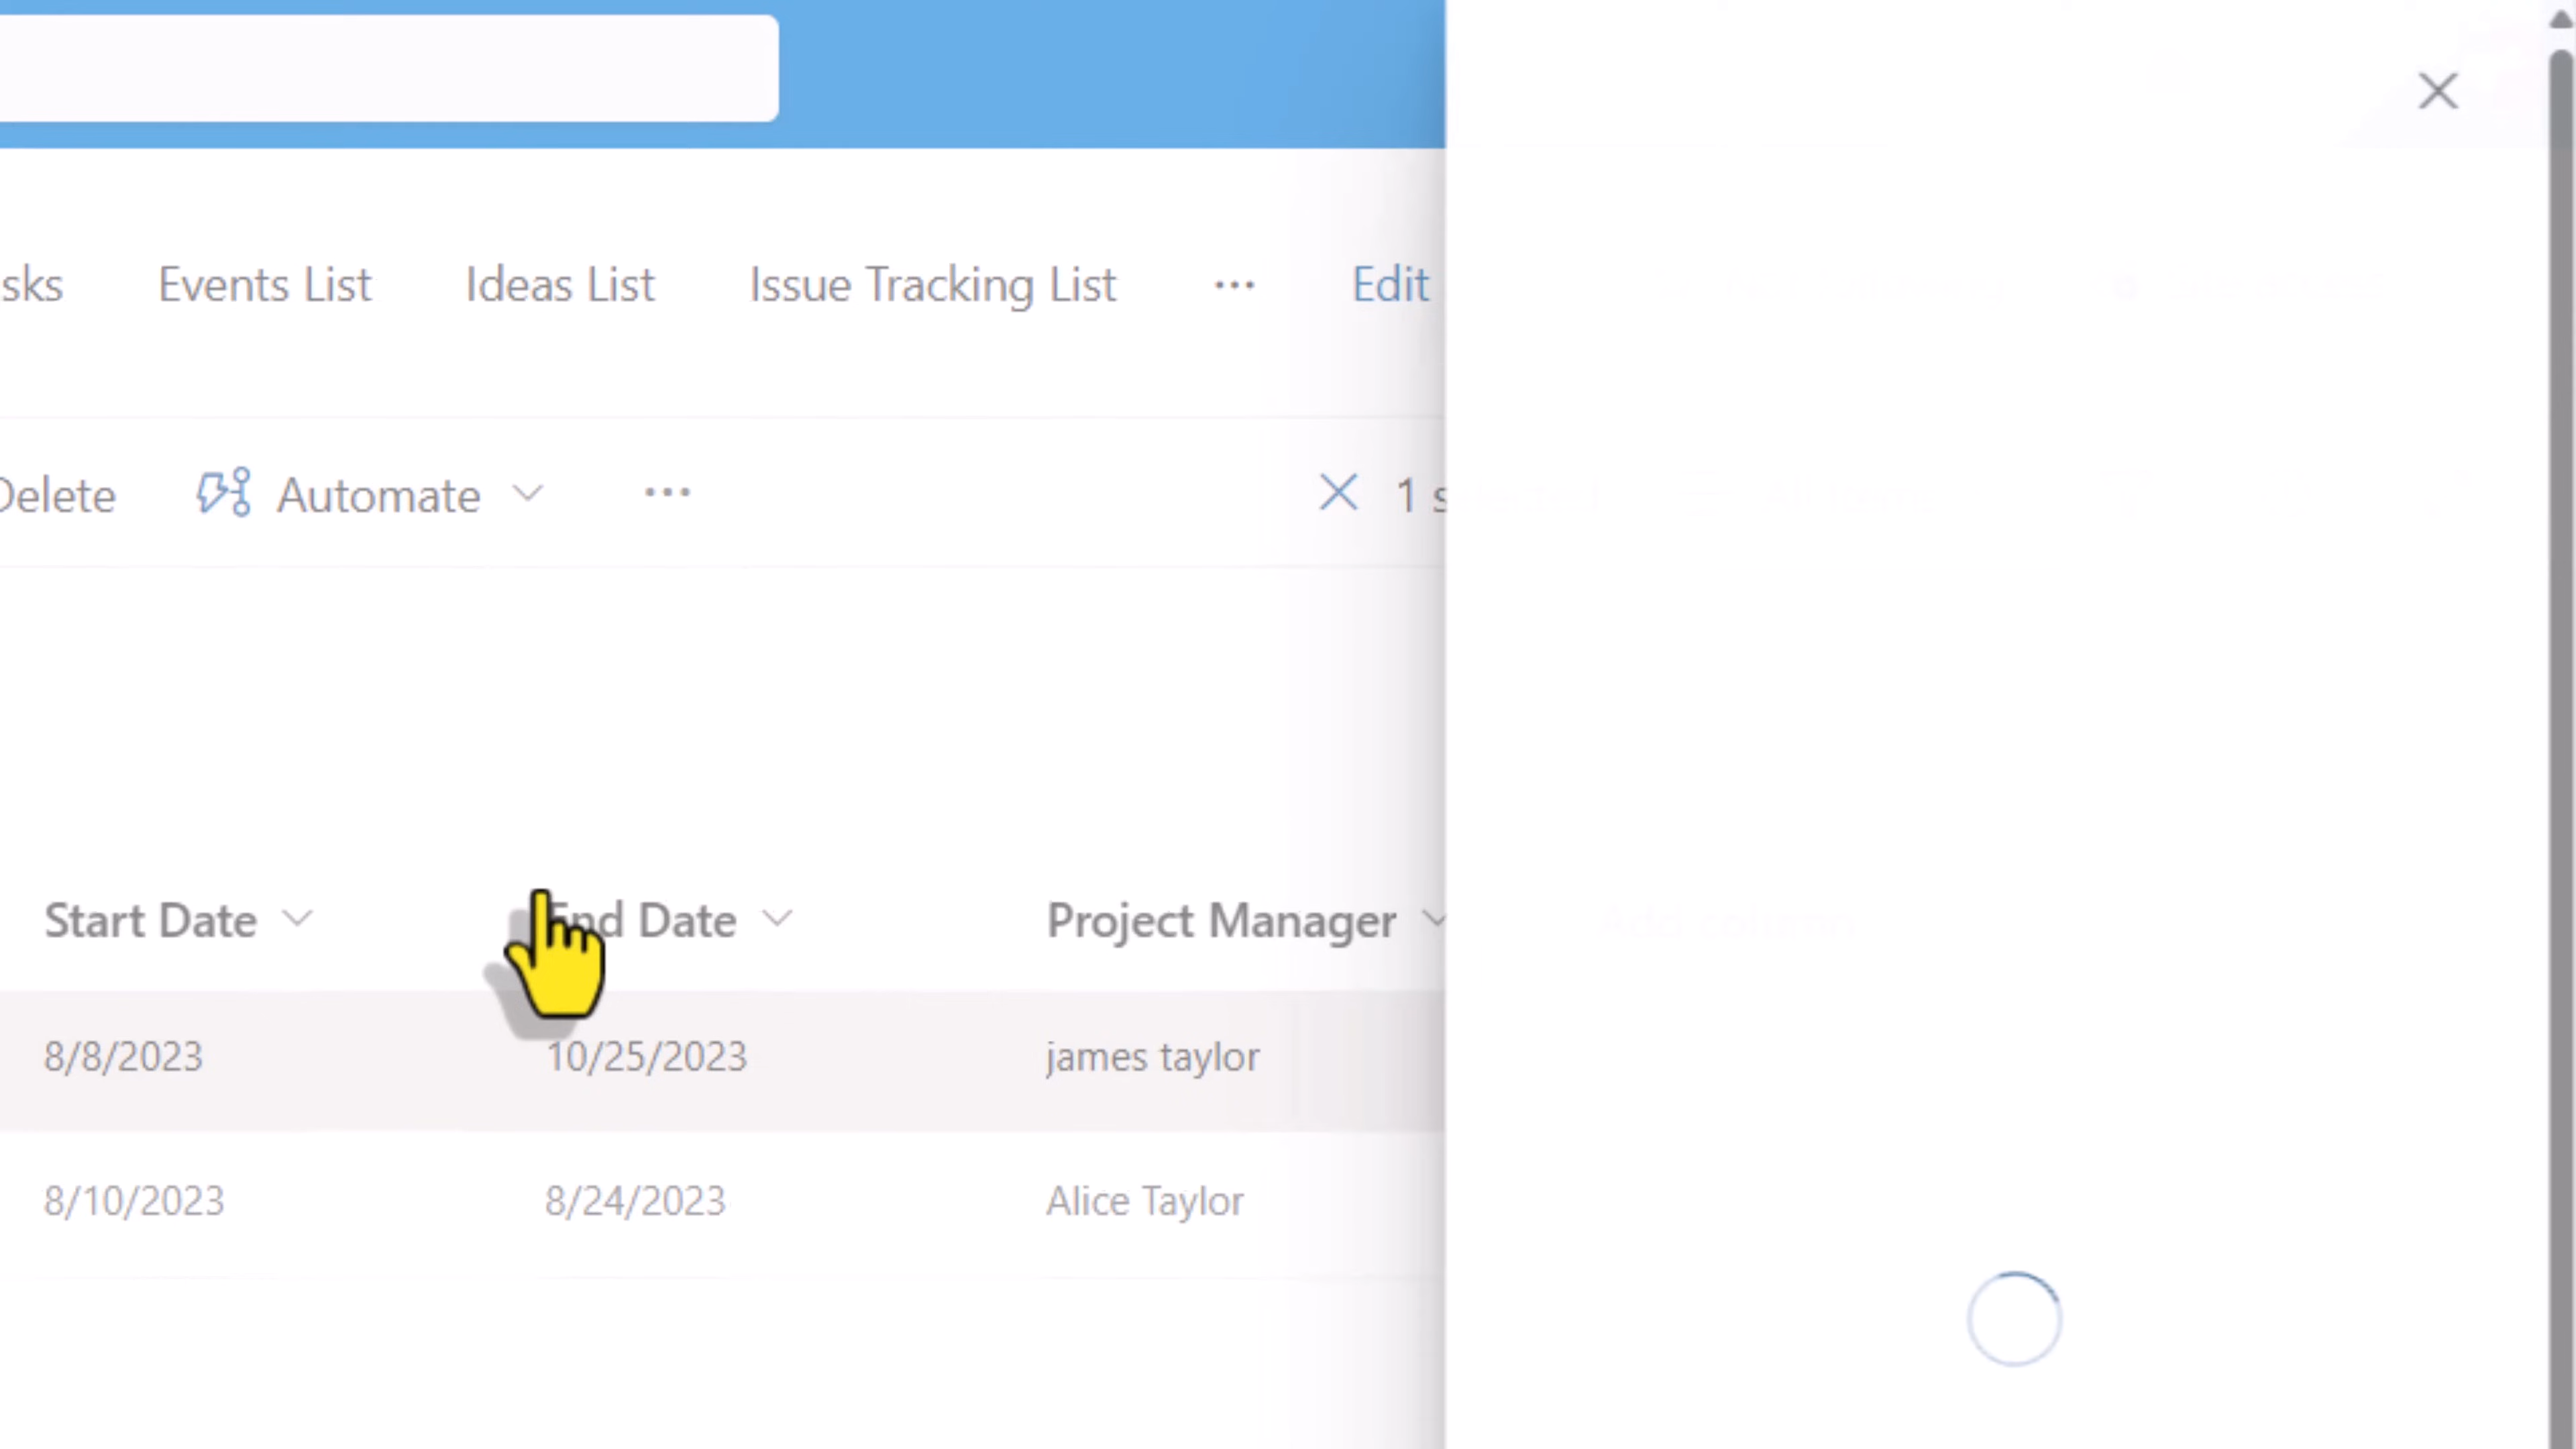 sks Events List Ideas List Issue Tracking List ··· Edit
Delete Automate ··· 1 s
Start Date End Date Project Manager
8/8/2023 10/25/2023 james taylor
8/10/2023 8/24/2023 Alice Taylor